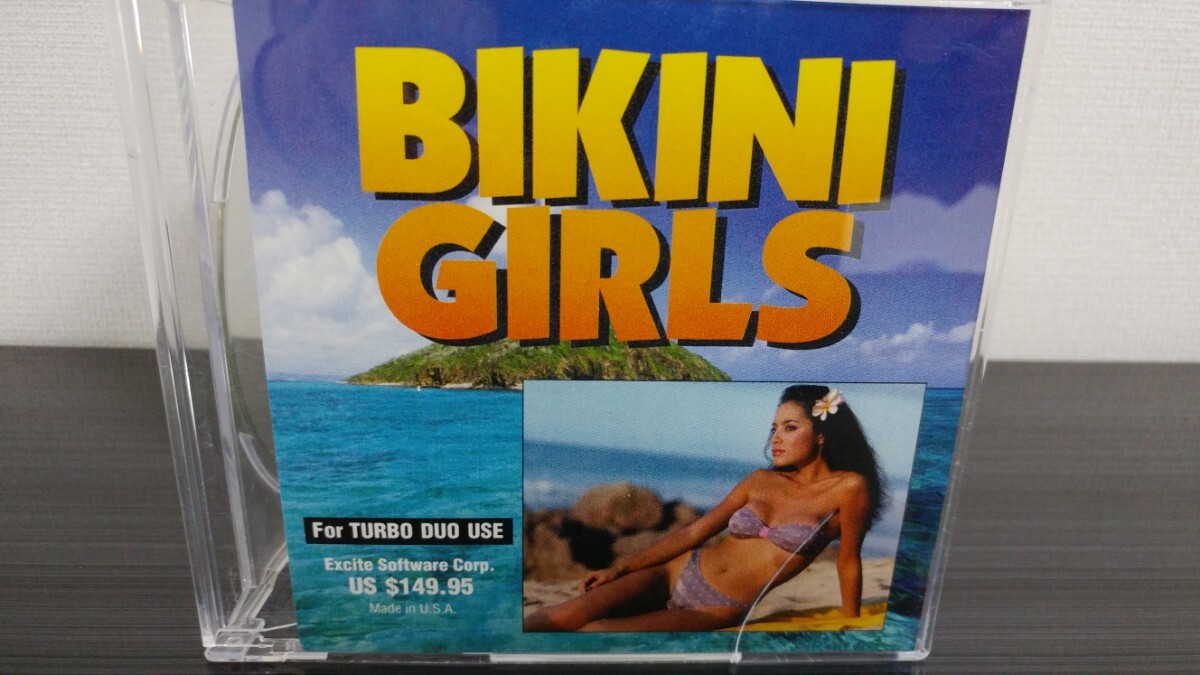 BIKINI
GIRLS
For TURBO DUO USE
Excite Software Corp.
US $149.95
Made in U.S.A.